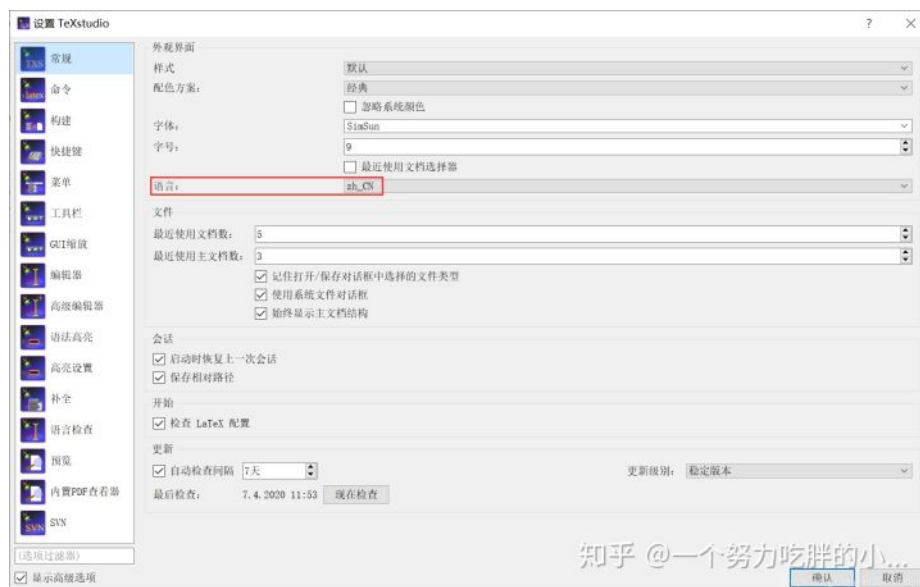 设置 TeXstudio
常规
命令
构建
快捷键
菜单
工具栏
GUI缩放
编辑器
高级编辑器
语法高亮
高亮设置
补全
语言检查
预览
内置PDF查看器
SVN
(选项过滤器)
显示高级选项
外观界面
样式 默认
配色方案: 经典
忽略系统颜色
字体: SimSun
字号: 9
最近使用文档选择器
语言: zh_CN
文件
最近使用文档数: 5
最近使用主文档数: 3
记住打开/保存对话框中选择的文件类型
使用系统文件对话框
始终显示主文档结构
会话
启动时恢复上一次会话
保存相对路径
开始
检查 LaTeX 配置
更新
自动检查间隔 7天 更新级别: 稳定版本
最后检查: 7.4.2020 11:53 现在检查
知乎 @一个努力吃胖的小...
确认 取消